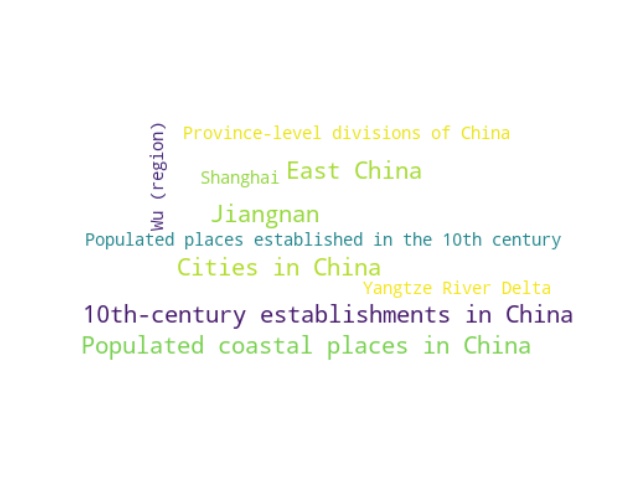 Wu (region)
Province-level divisions of China
Shanghai
East China
Jiangnan
Populated places established in the 10th century
Cities in China
Yangtze River Delta
10th-century establishments in China
Populated coastal places in China